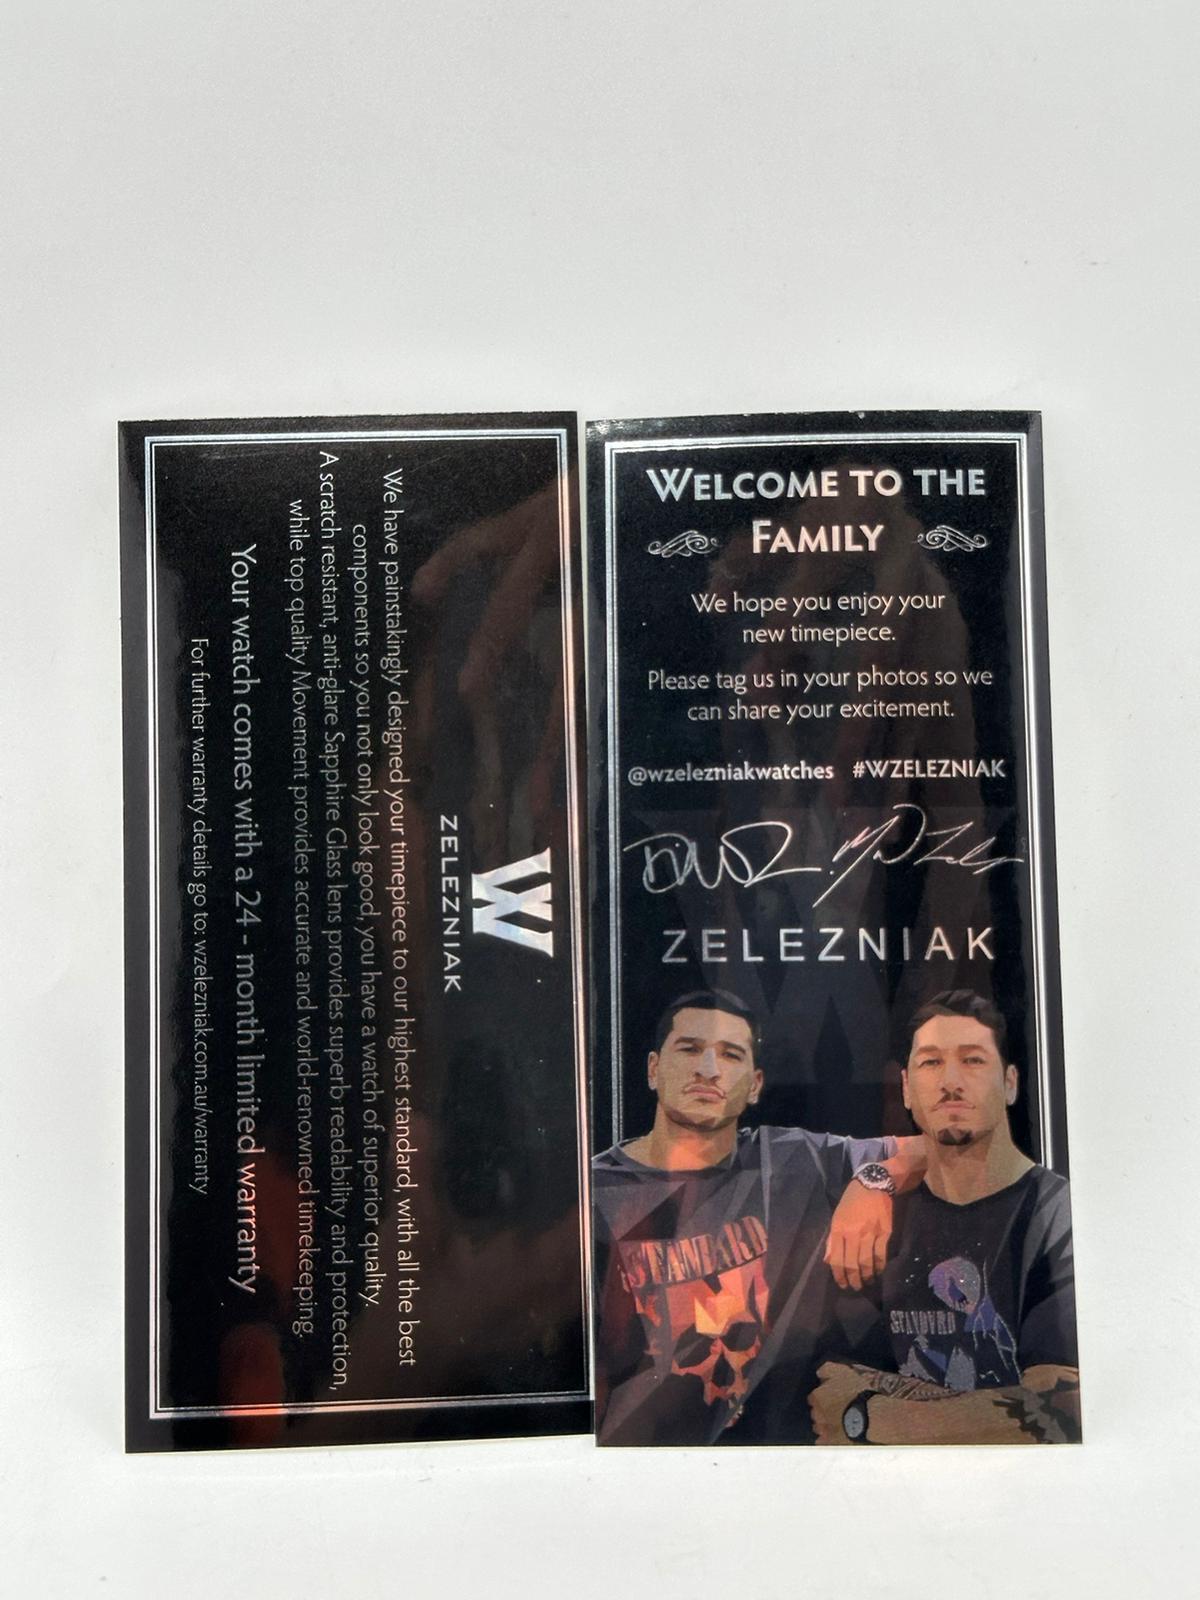 W
ZELEZNIAK
We have painstakingly designed your timepiece to our highest standard, with all the best
components so you not only look good, you have a watch of superior quality.
A scratch resistant, anti-glare Sapphire Glass lens provides superb readability and protection,
while top quality Movement provides accurate and world-renowned timekeeping.
Your watch comes with a 24 - month limited warranty
For further warranty details go to: wzelezniak.com.au/warranty
WELCOME TO THE
FAMILY
We hope you enjoy your
new timepiece.
Please tag us in your photos so we
can share your excitement.
@wzelezniakwatches #WZELEZNIAK
ZELEZNIAK
STANDARD